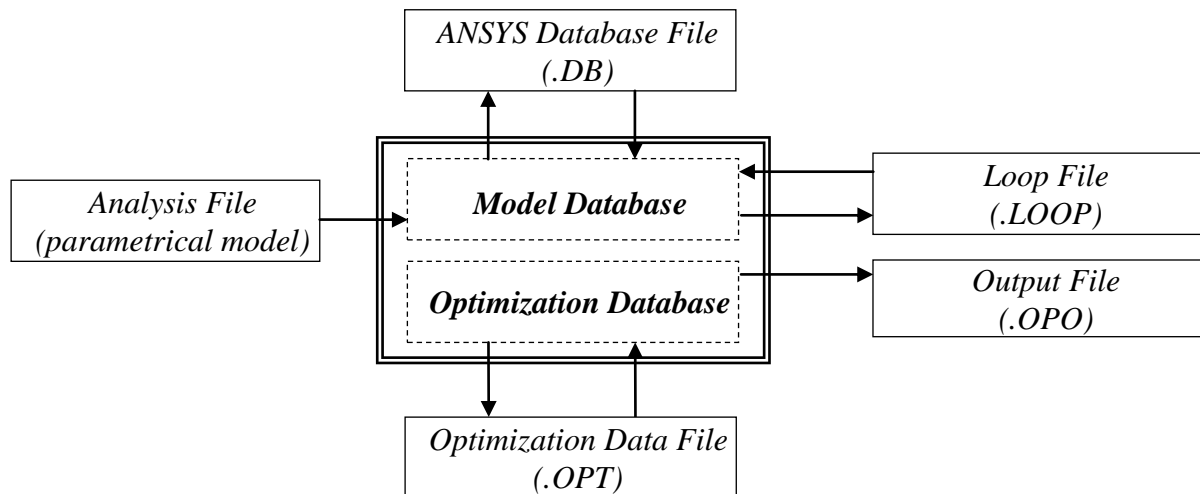 ANSYS Database File
(.DB)
Analysis File
(parametrical model)
Model Database
Loop File
(.LOOP)
Optimization Database
Output File
(.OPO)
Optimization Data File
(.OPT)